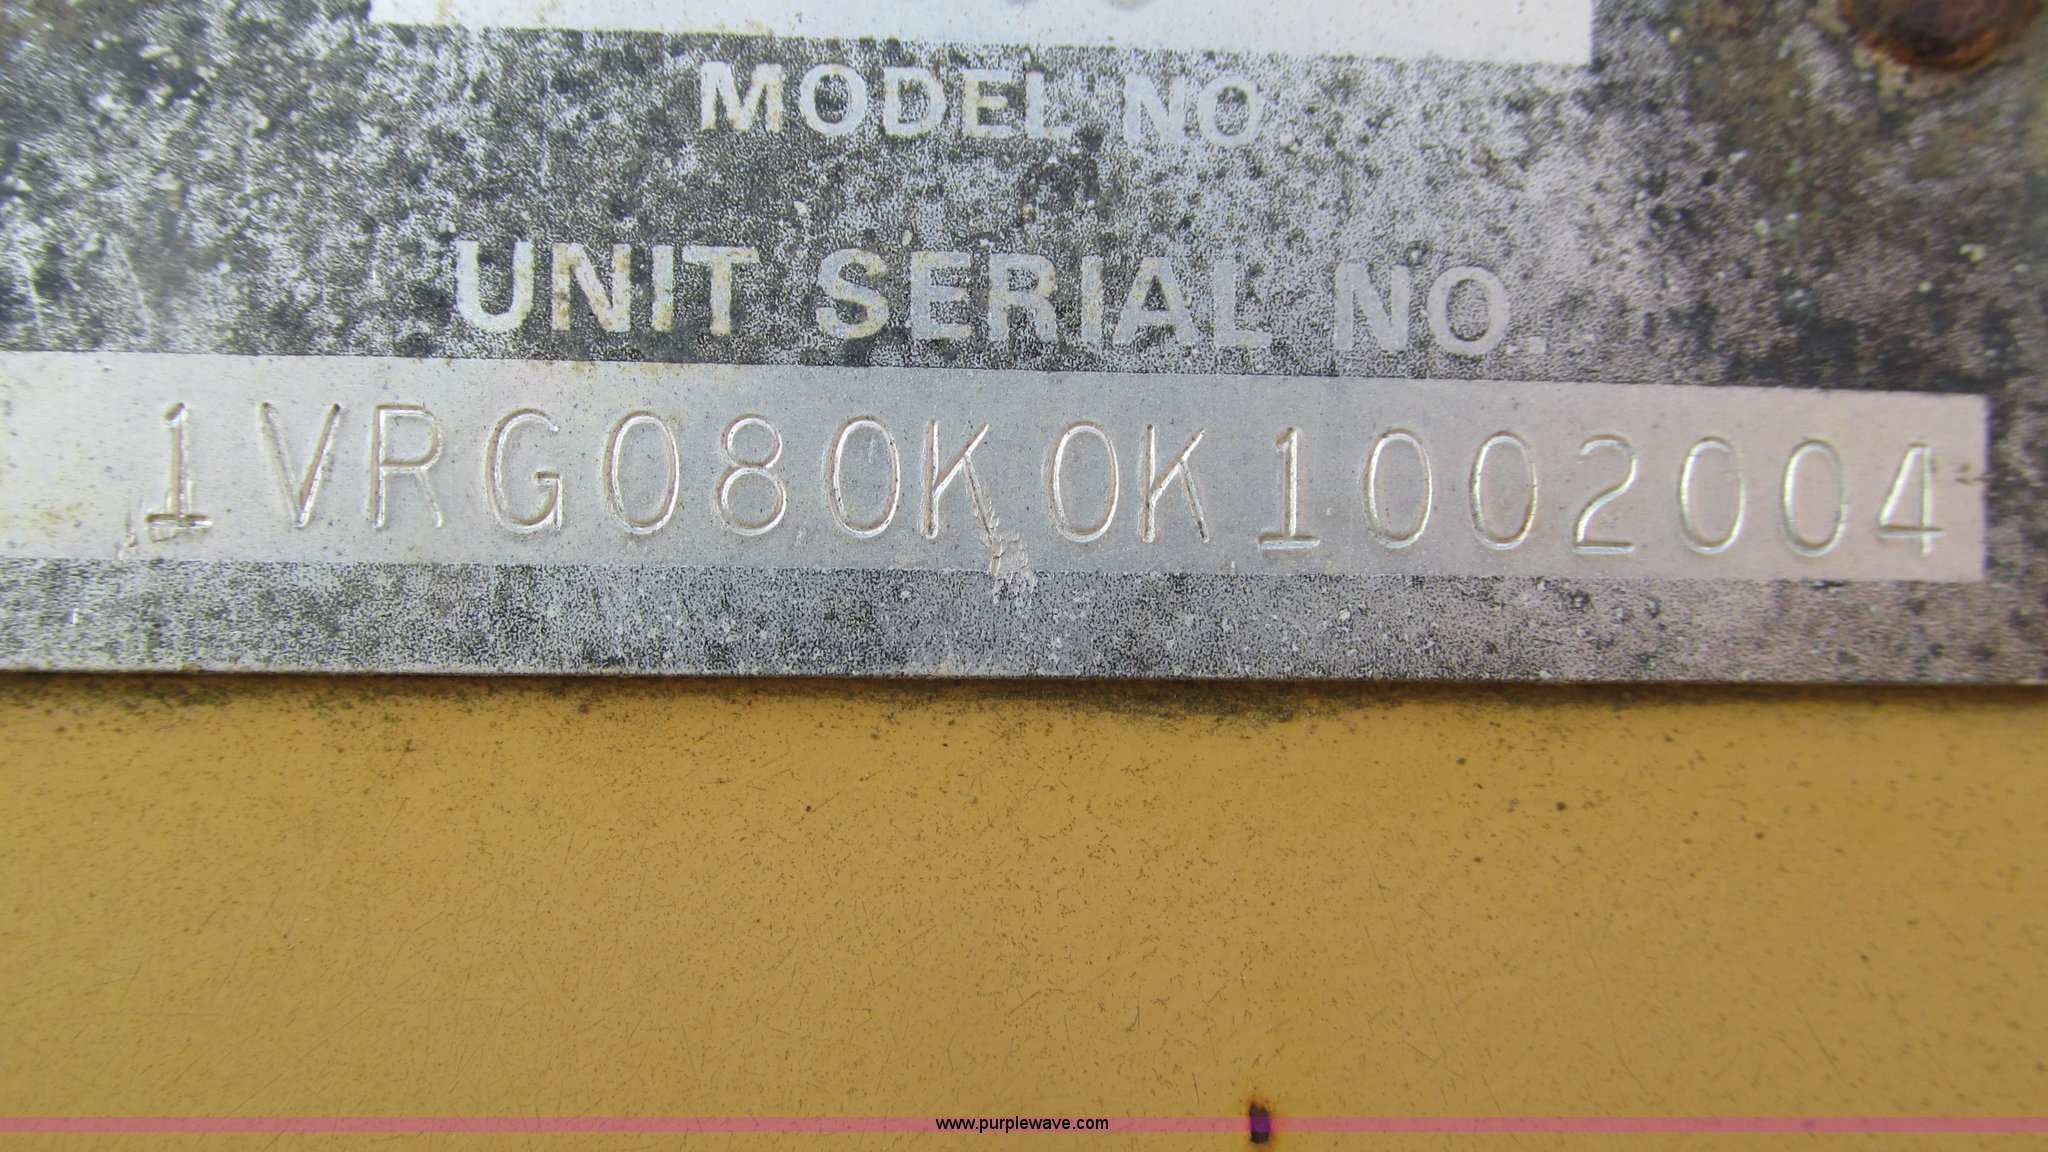 MODEL NO.
UNIT SERIAL NO.
1VRG080K0K1002004
www.purplewave.com